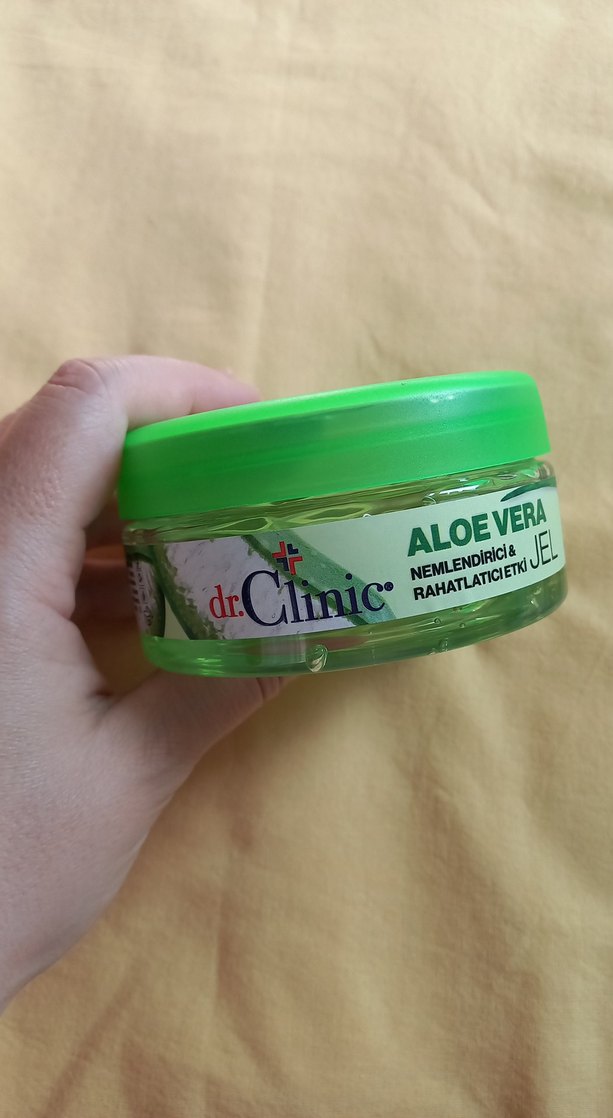 dr.Clinic
ALOE VERA
NEMLENDİRİCİ &
RAHATLATICI ETKİ JEL